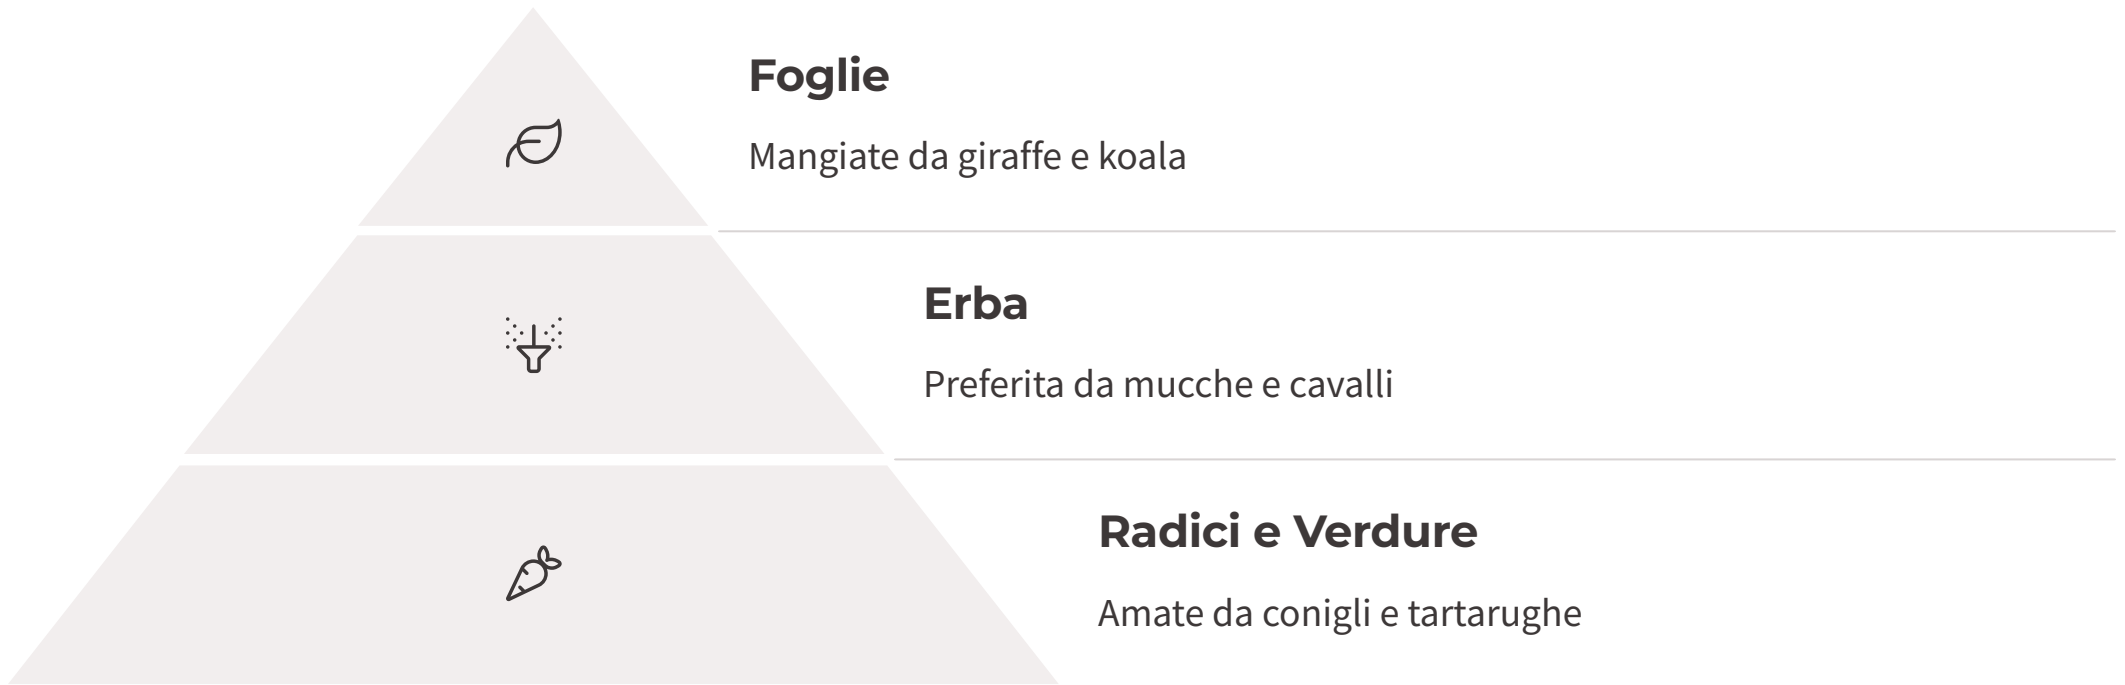 Foglie
Mangiate da giraffe e koala
Erba
Preferita da mucche e cavalli
Radici e Verdure
Amate da conigli e tartarughe